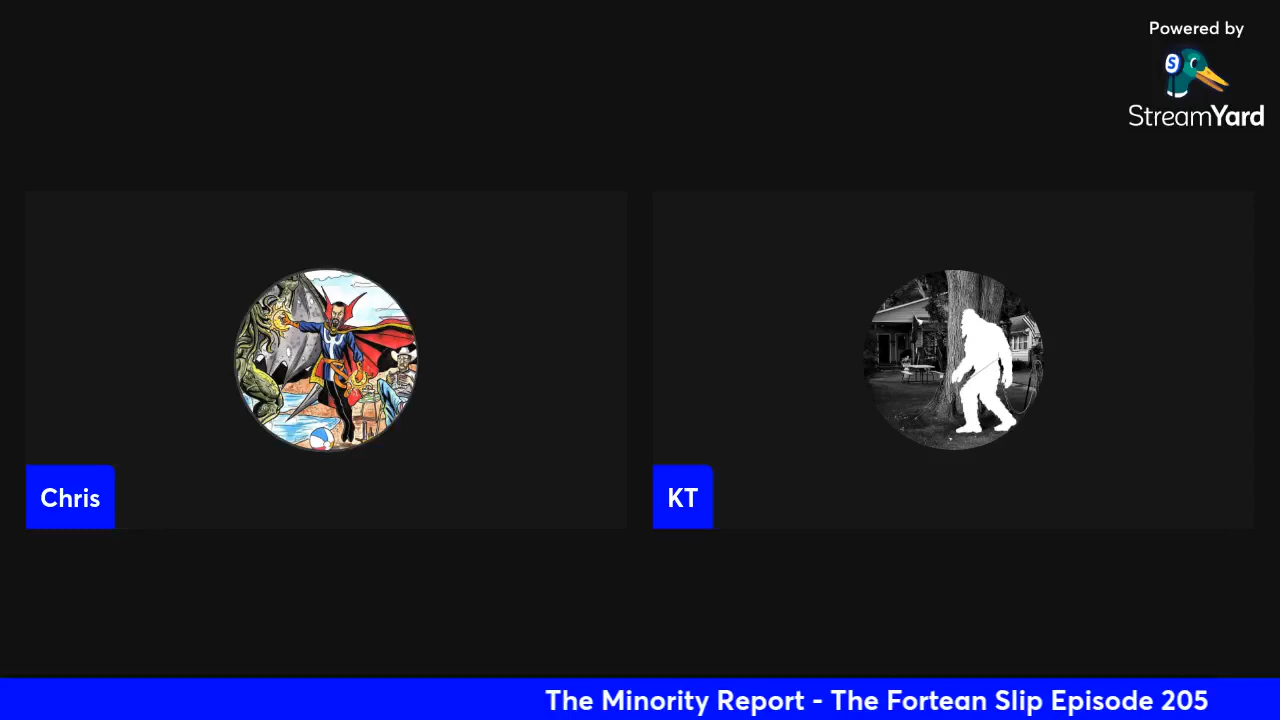 Powered by
S
StreamYard
Chris
KT
The Minority Report - The Fortean Slip Episode 205